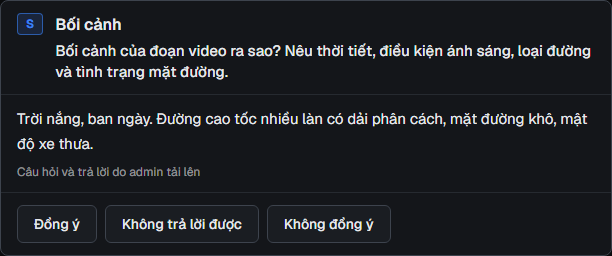 S Bối cảnh
Bối cảnh của đoạn video ra sao? Nêu thời tiết, điều kiện ánh sáng, loại đường
và tình trạng mặt đường.
Trời nắng, ban ngày. Đường cao tốc nhiều làn có dải phân cách, mặt đường khô, mật
độ xe thưa.
Câu hỏi và trả lời do admin tải lên
Đồng ý Không trả lời được Không đồng ý